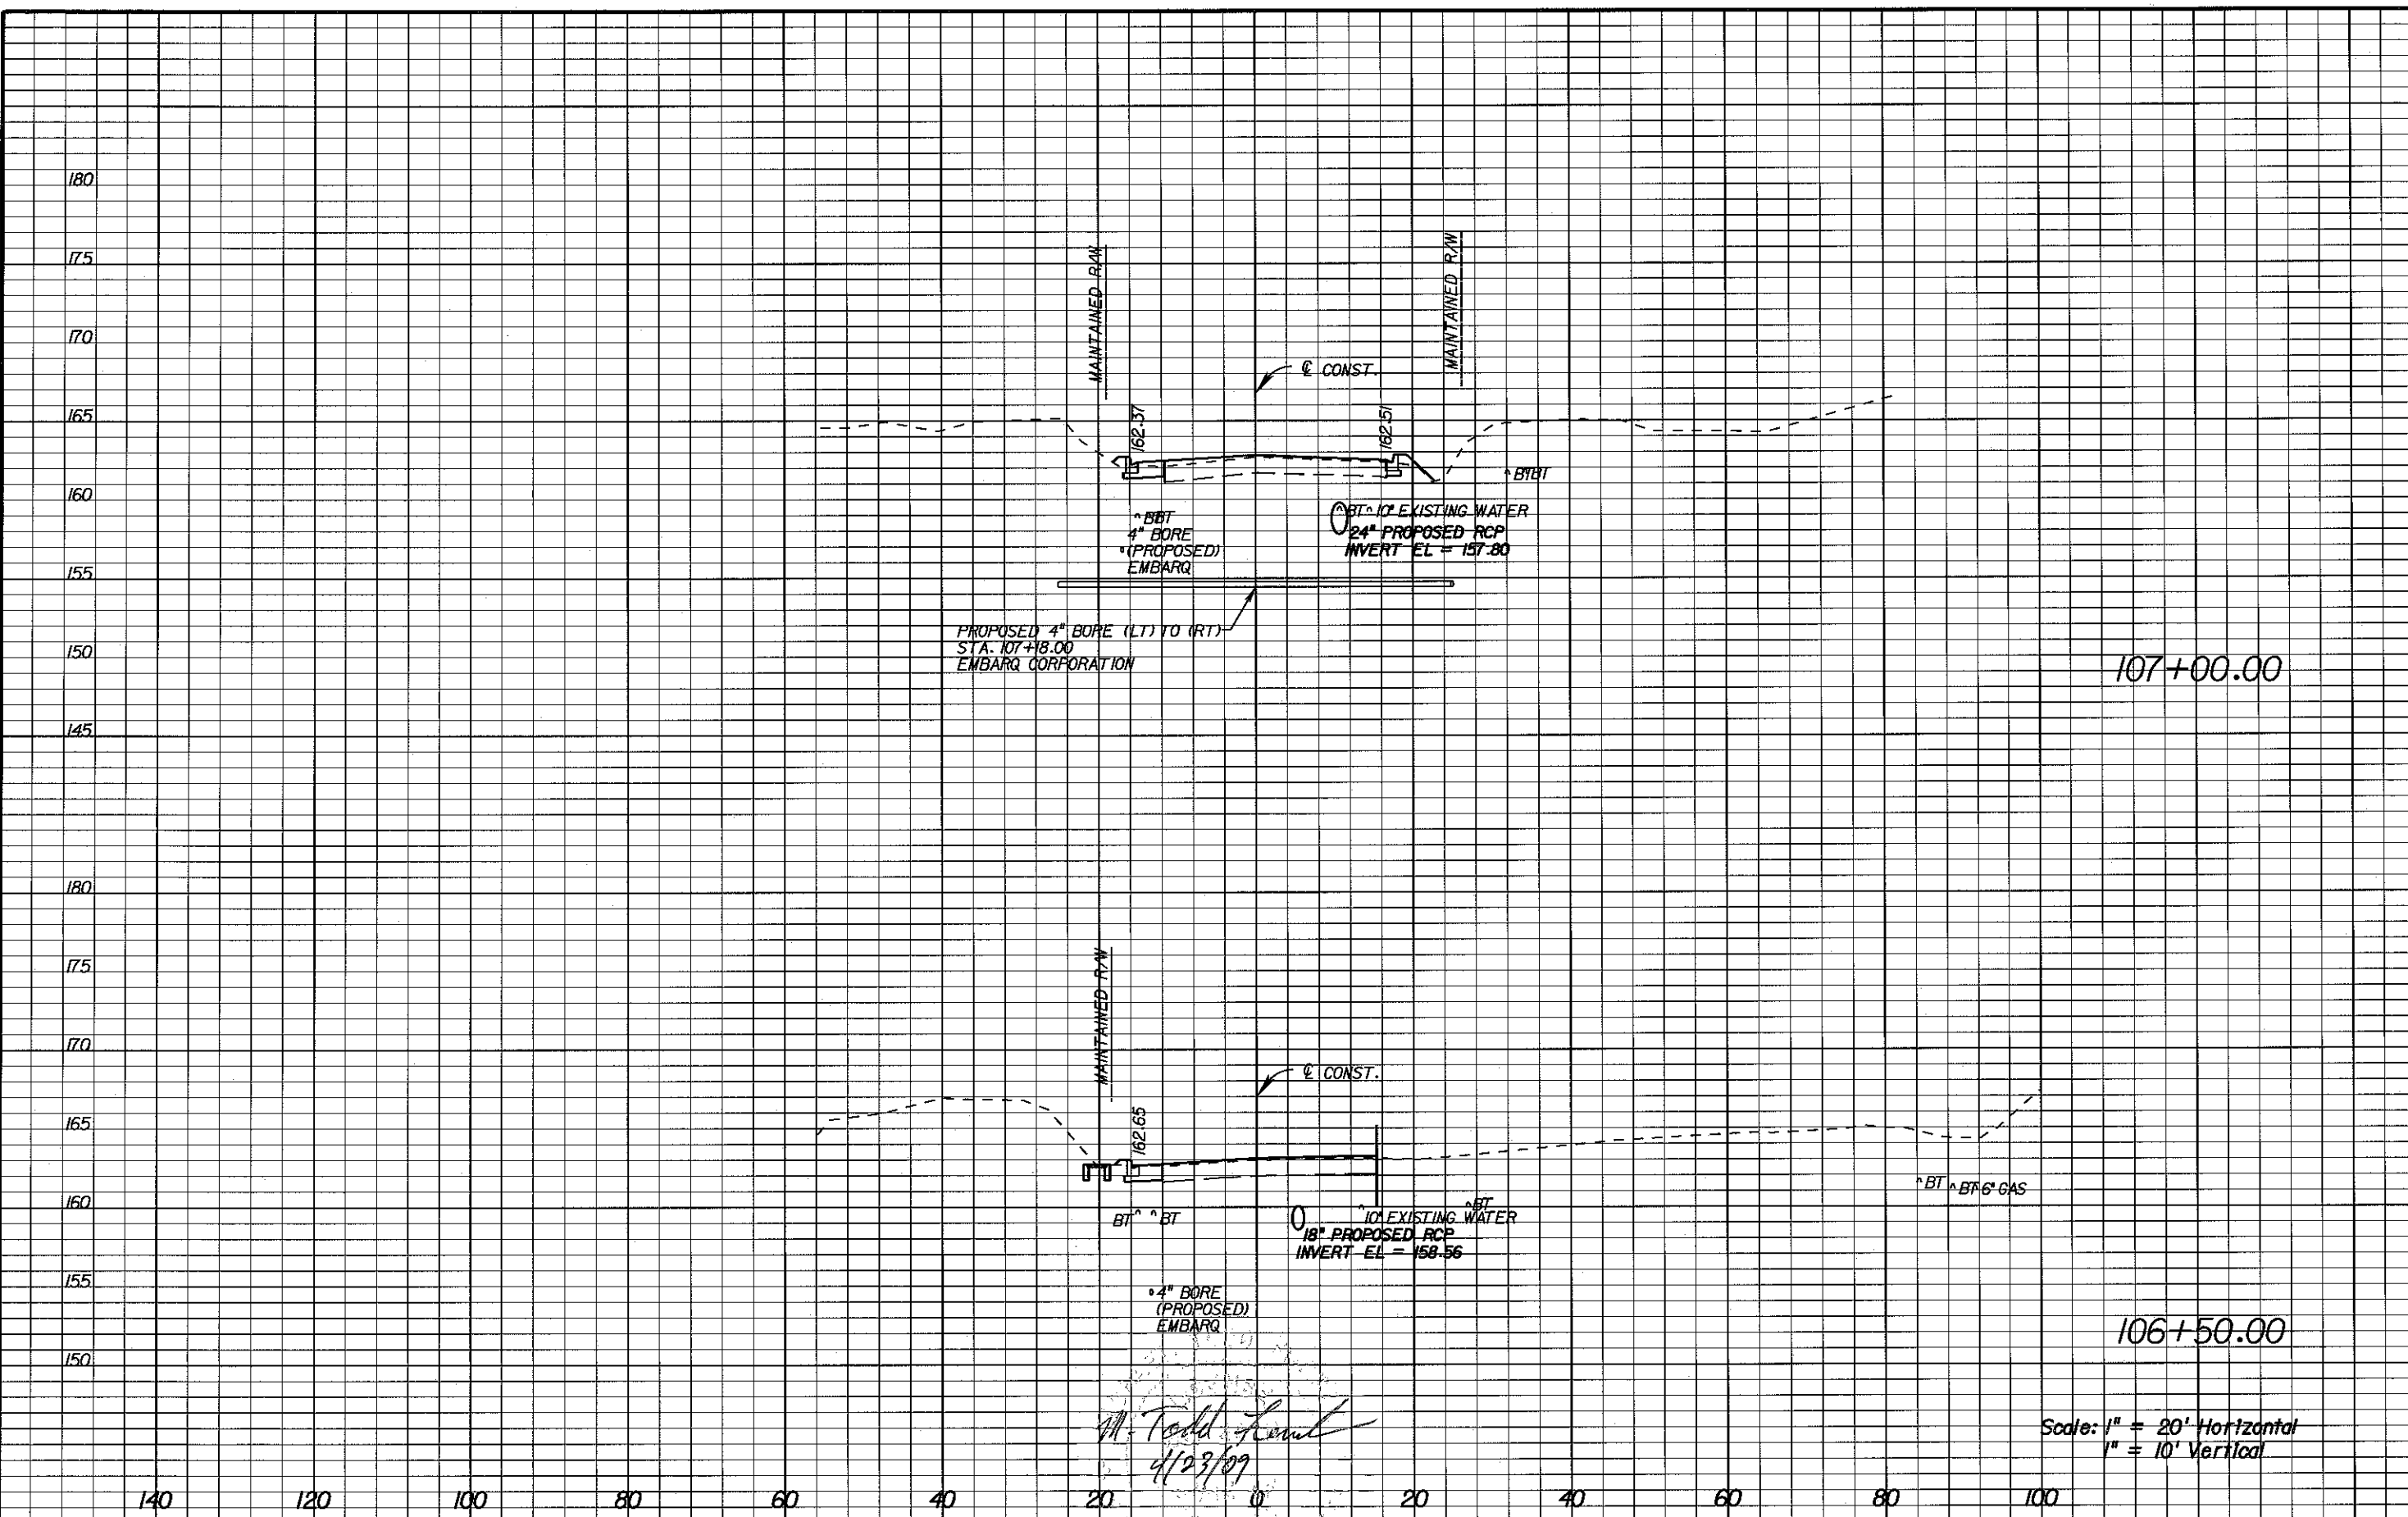 180
175
170
165
160
155
150
145
MAINTAINED R/W
MAINTAINED R/W
℄ CONST.
162.37
162.51
^ BTBT
^ BBT
4" BORE
(PROPOSED)
EMBARQ
^BT^10" EXISTING WATER
24" PROPOSED RCP
INVERT EL = 157.80
PROPOSED 4" BORE (LT) TO (RT)
STA. 107+18.00
EMBARQ CORPORATION
107+00.00
180
175
170
165
160
155
150
MAINTAINED R/W
℄ CONST.
162.65
BT^ ^BT
^BT
^10" EXISTING WATER
18" PROPOSED RCP
INVERT EL = 158.56
^BT ^BT 6" GAS
4" BORE
(PROPOSED)
EMBARQ
106+50.00
M. Todd
4/23/09
Scale: 1" = 20' Horizontal
1" = 10' Vertical
140 120 100 80 60 40 20 0 20 40 60 80 100